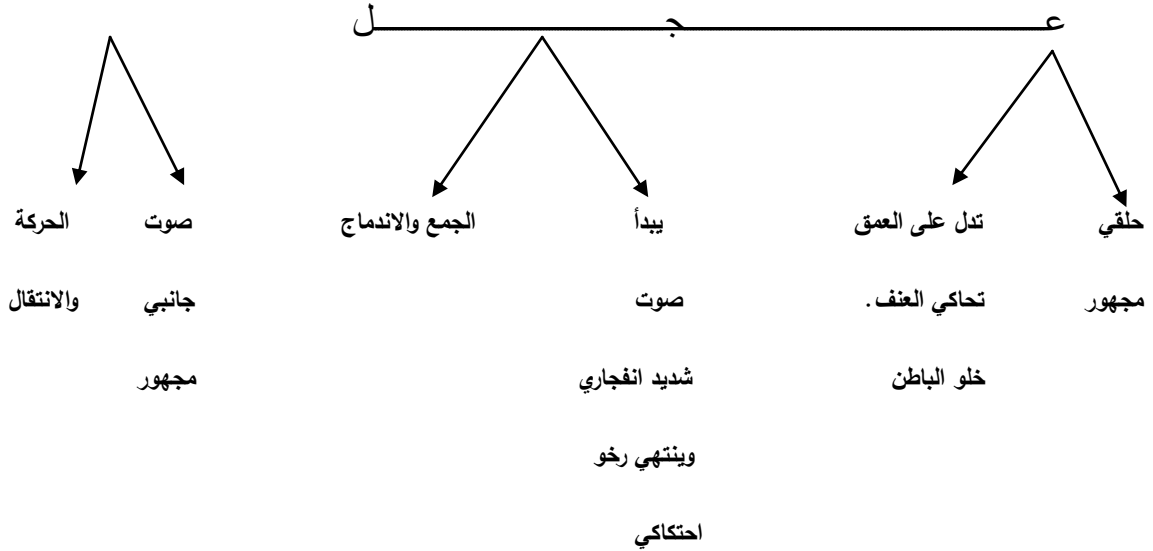 عـــــــجــــــل
حلقي
مجهور
تدل على العمق
تحاكي العنف.
خلو الباطن
يبدأ
صوت
شديد انفجاري
وينتهي رخو
احتكاكي
الجمع والاندماج
صوت
جانبي
مجهور
الحركة
والانتقال